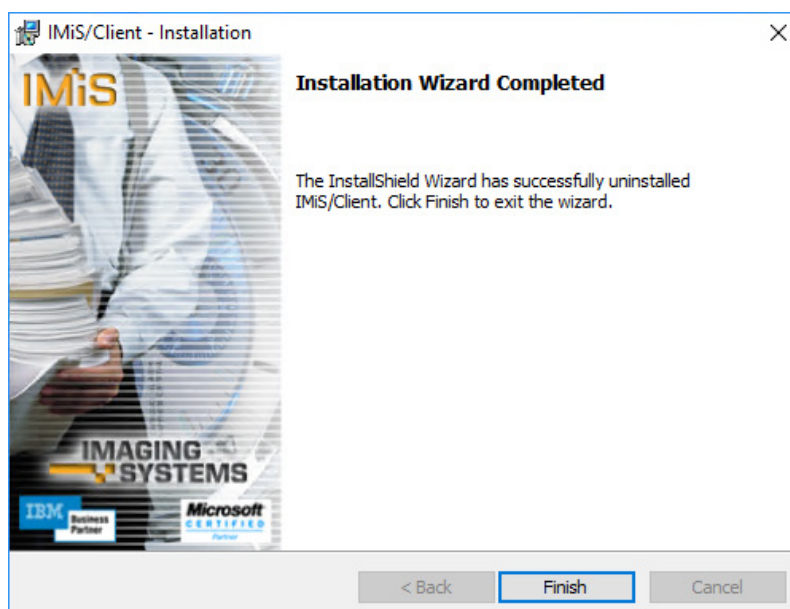 IMiS/Client - Installation
IMiS
Installation Wizard Completed
The InstallShield Wizard has successfully uninstalled
IMiS/Client. Click Finish to exit the wizard.
IMAGING
SYSTEMS
IBM
Business
Partner
Microsoft
CERTIFIED
Partner
< Back
Finish
Cancel